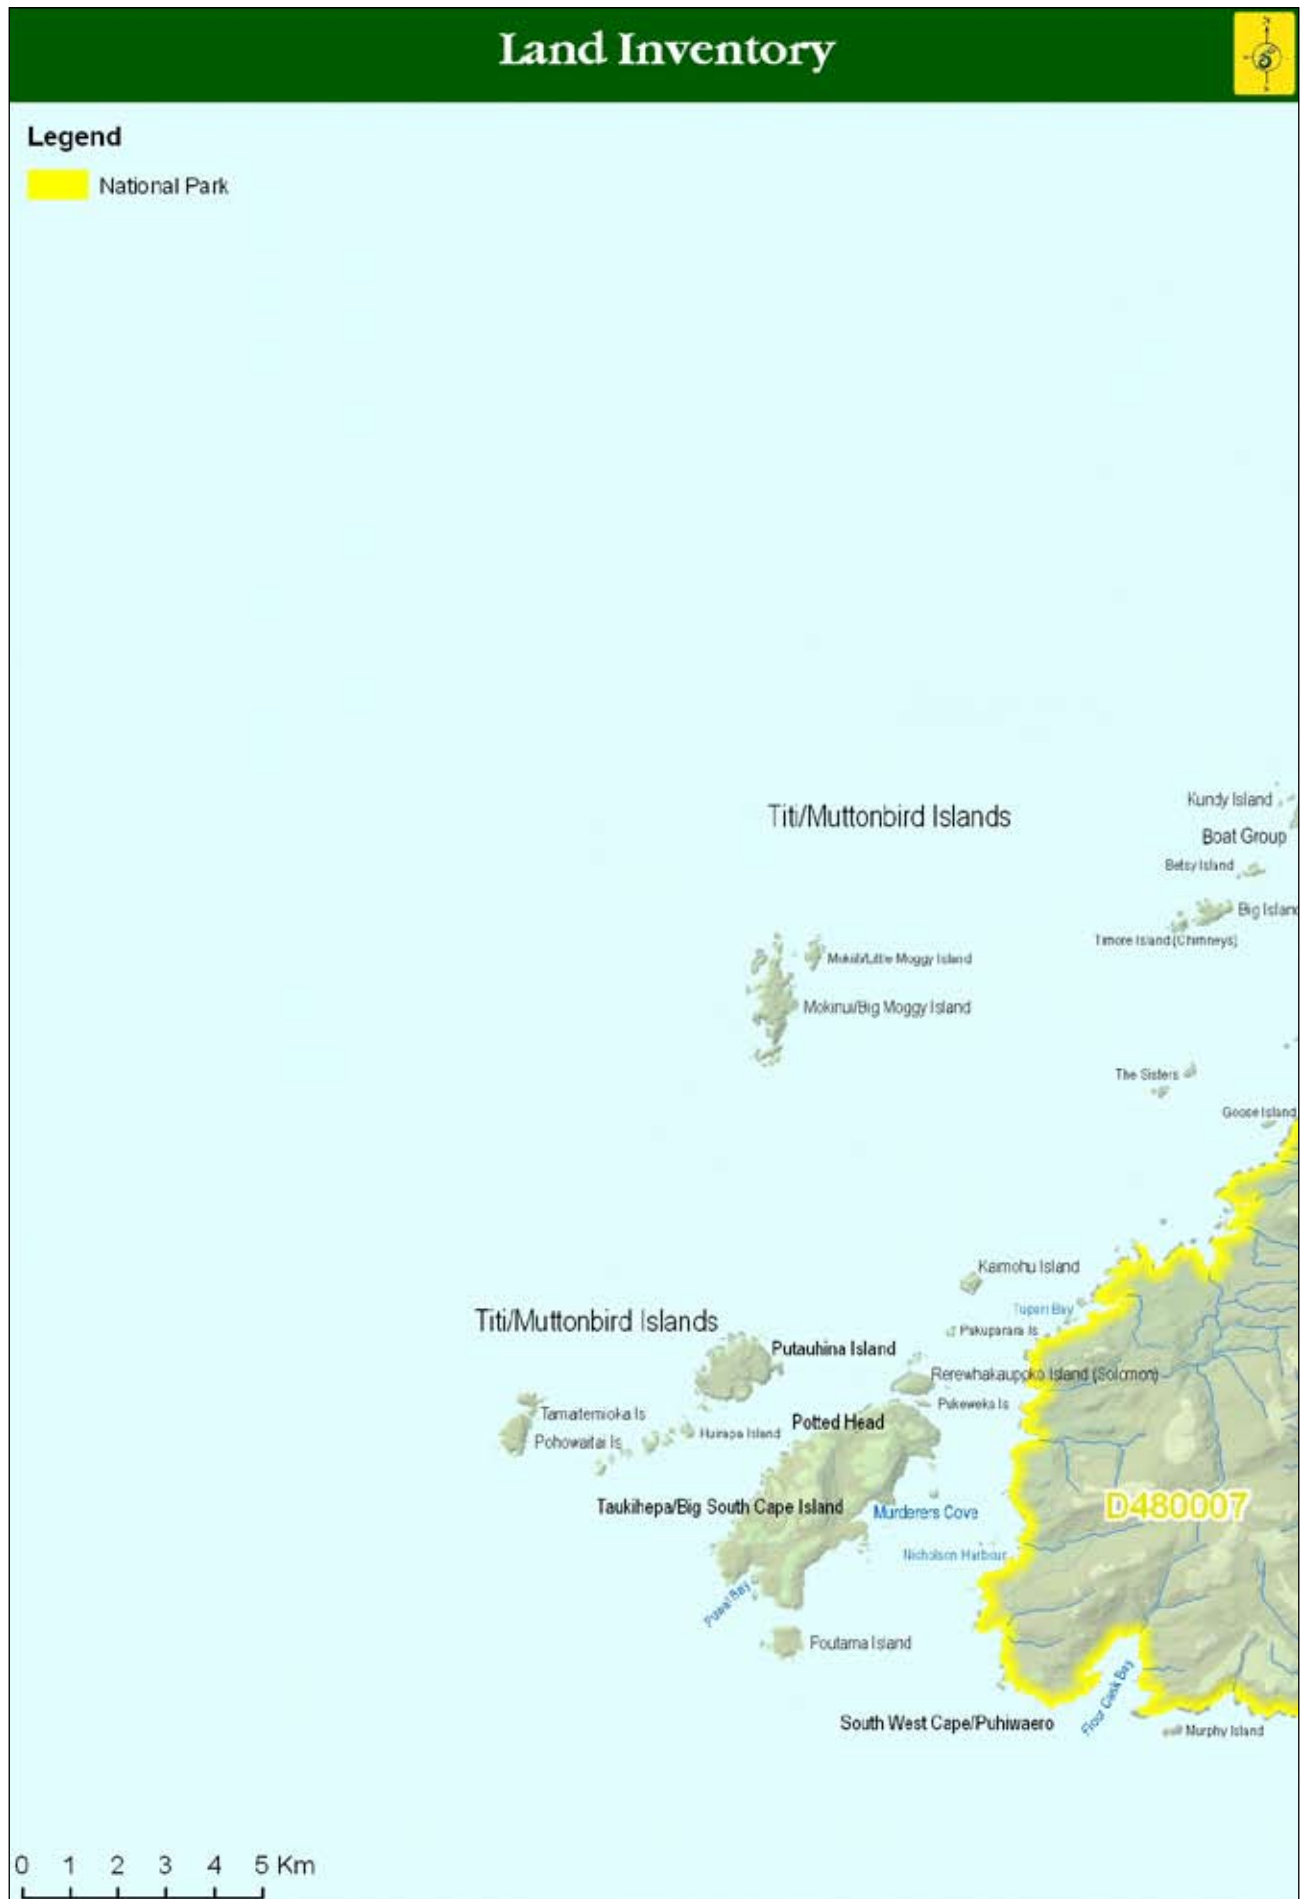 Land Inventory
Legend
National Park
Kundy Island
Titi/Muttonbird Islands
Boat Group
Betsy Island
Big Island
Timore Island (Chimneys)
Little Moggy Island
Mokinui/Big Moggy Island
The Sisters
Goose Island
Kaimohu Island
Tupari Bay
Titi/Muttonbird Islands
Pakuparara Is
Putauhina Island
Rerewhakaupoko Island (Solomon)
Pukeweka Is
Tamaitemioka Is
Potted Head
Huirapa Island
Pohowaitai Is
Taukihepa/Big South Cape Island
D480007
Murderers Cove
Nicholson Harbour
Puwai Bay
Poutama Island
Flour Cask Bay
South West Cape/Puhiwaero
Murphy Island
0 1 2 3 4 5 Km